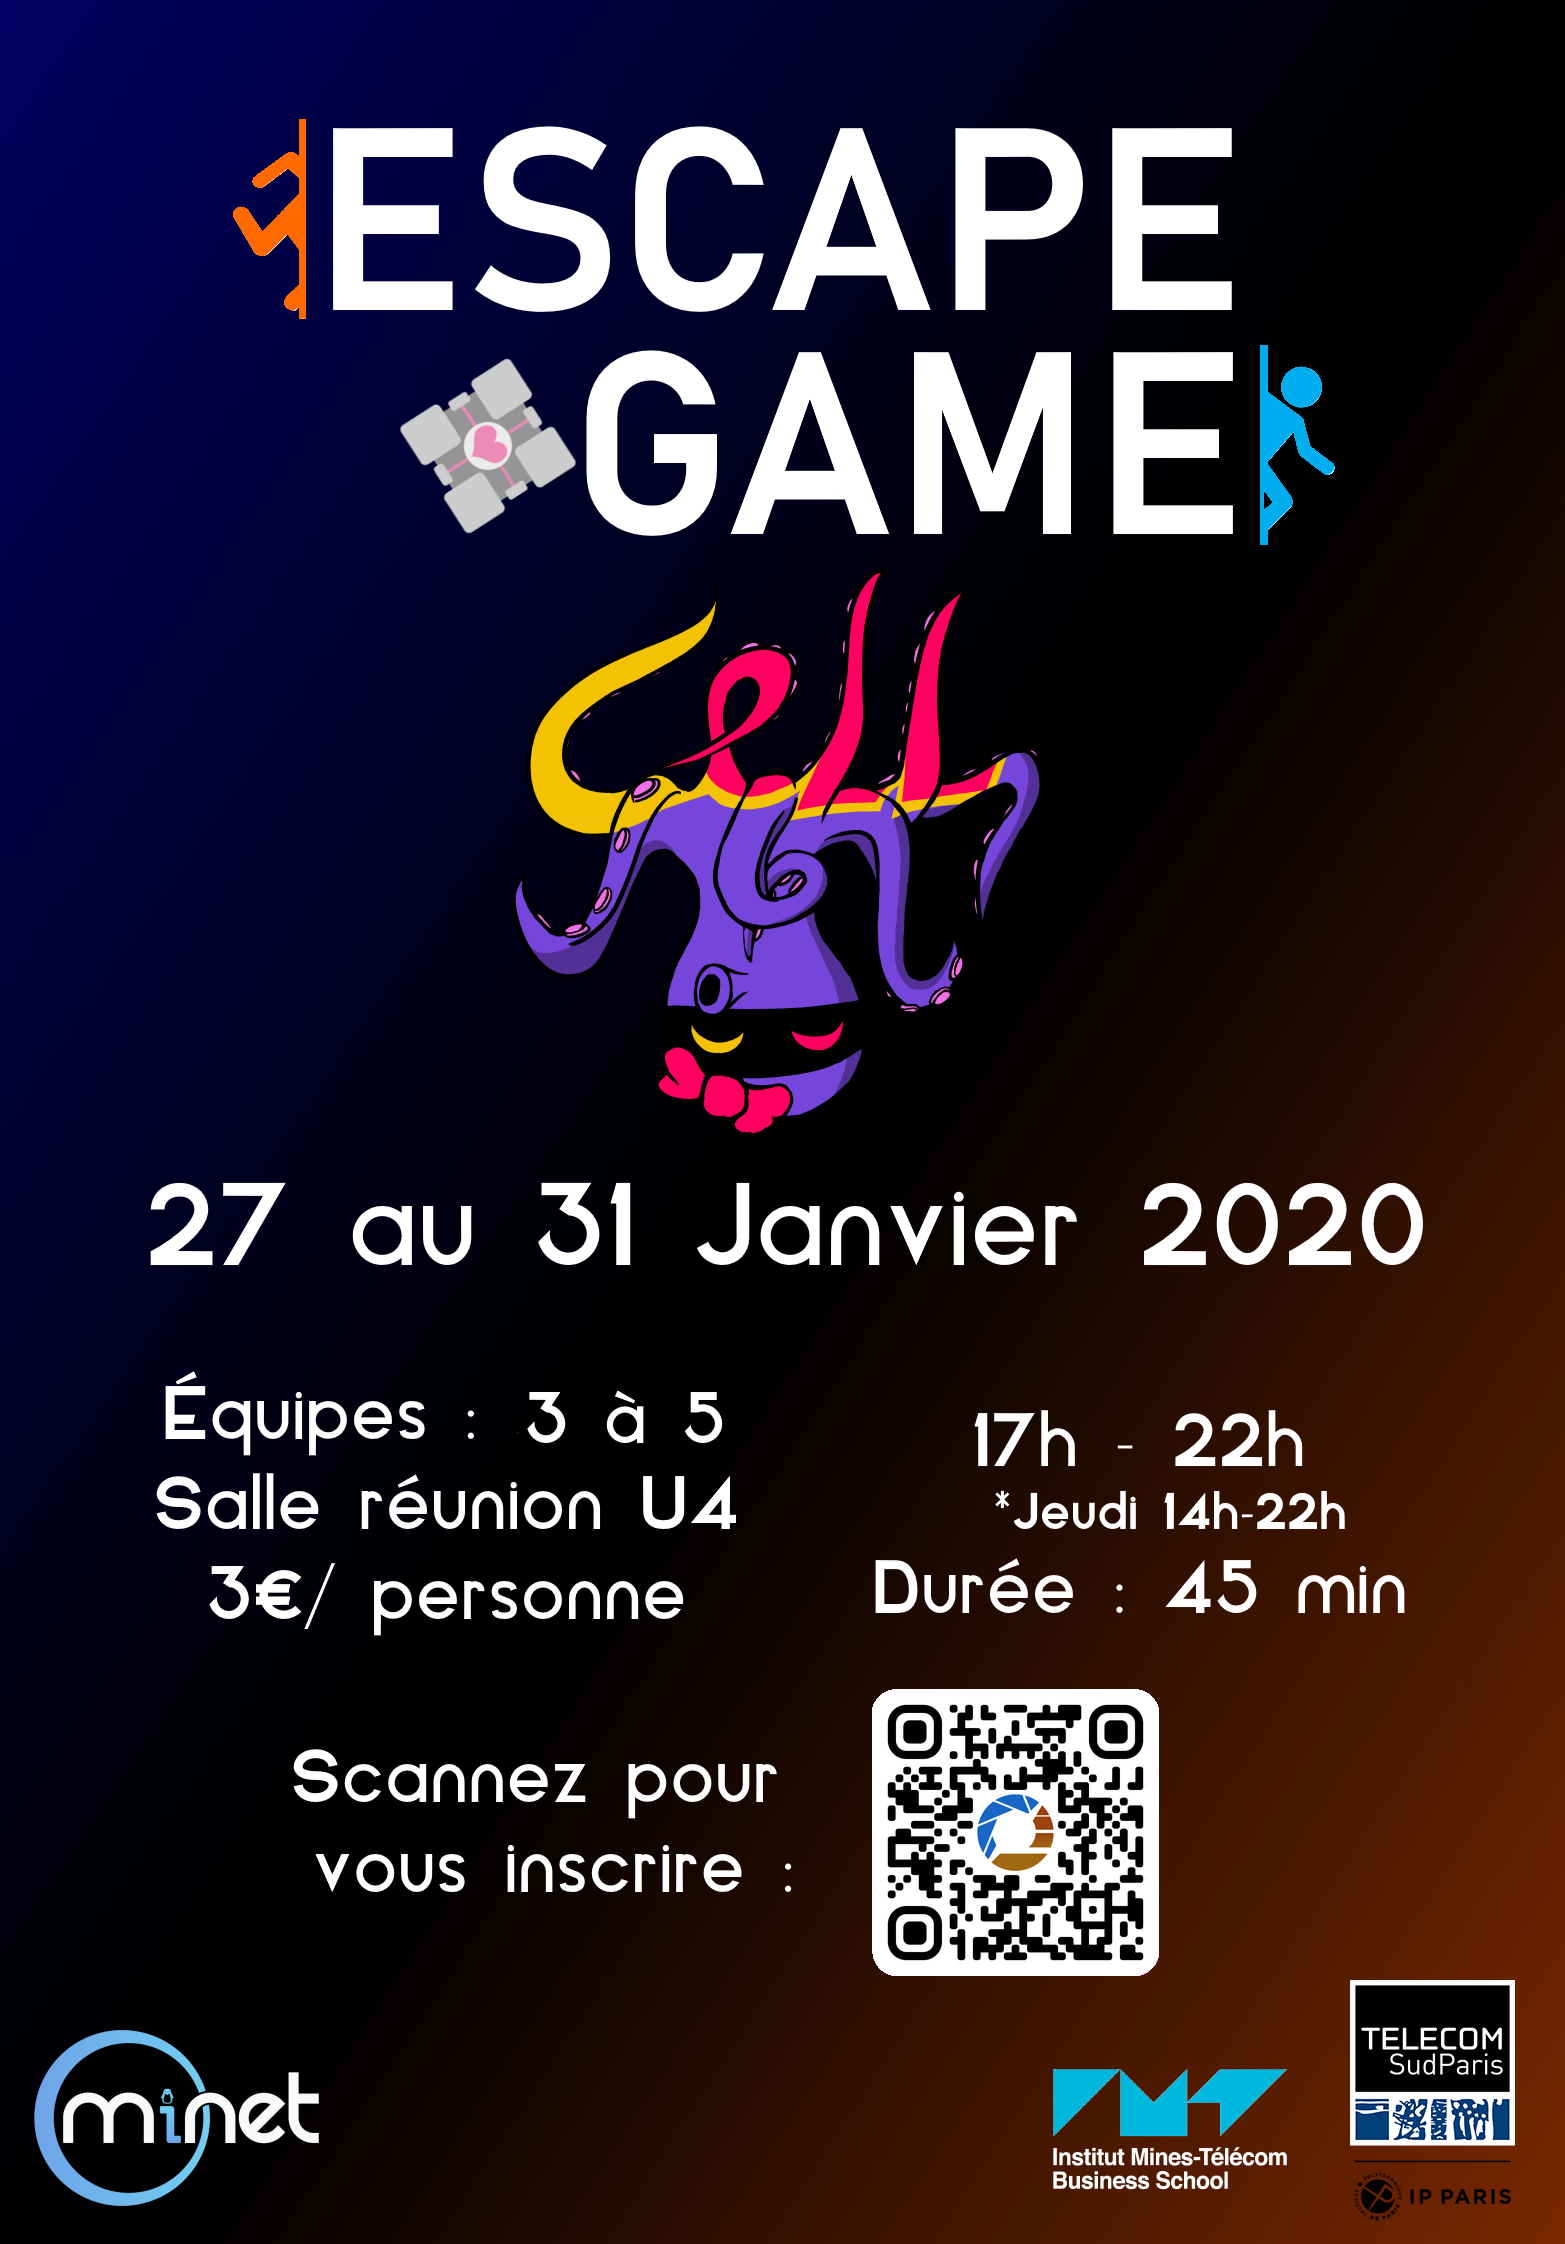 ESCAPE
GAME
27 au 31 Janvier 2020
Équipes : 3 à 5
Salle réunion U4
3€/ personne
17h - 22h
*Jeudi 14h-22h
Durée : 45 min
Scannez pour
vous inscrire :
minet
Institut Mines-Télécom
Business School
TELECOM
SudParis
IP PARIS